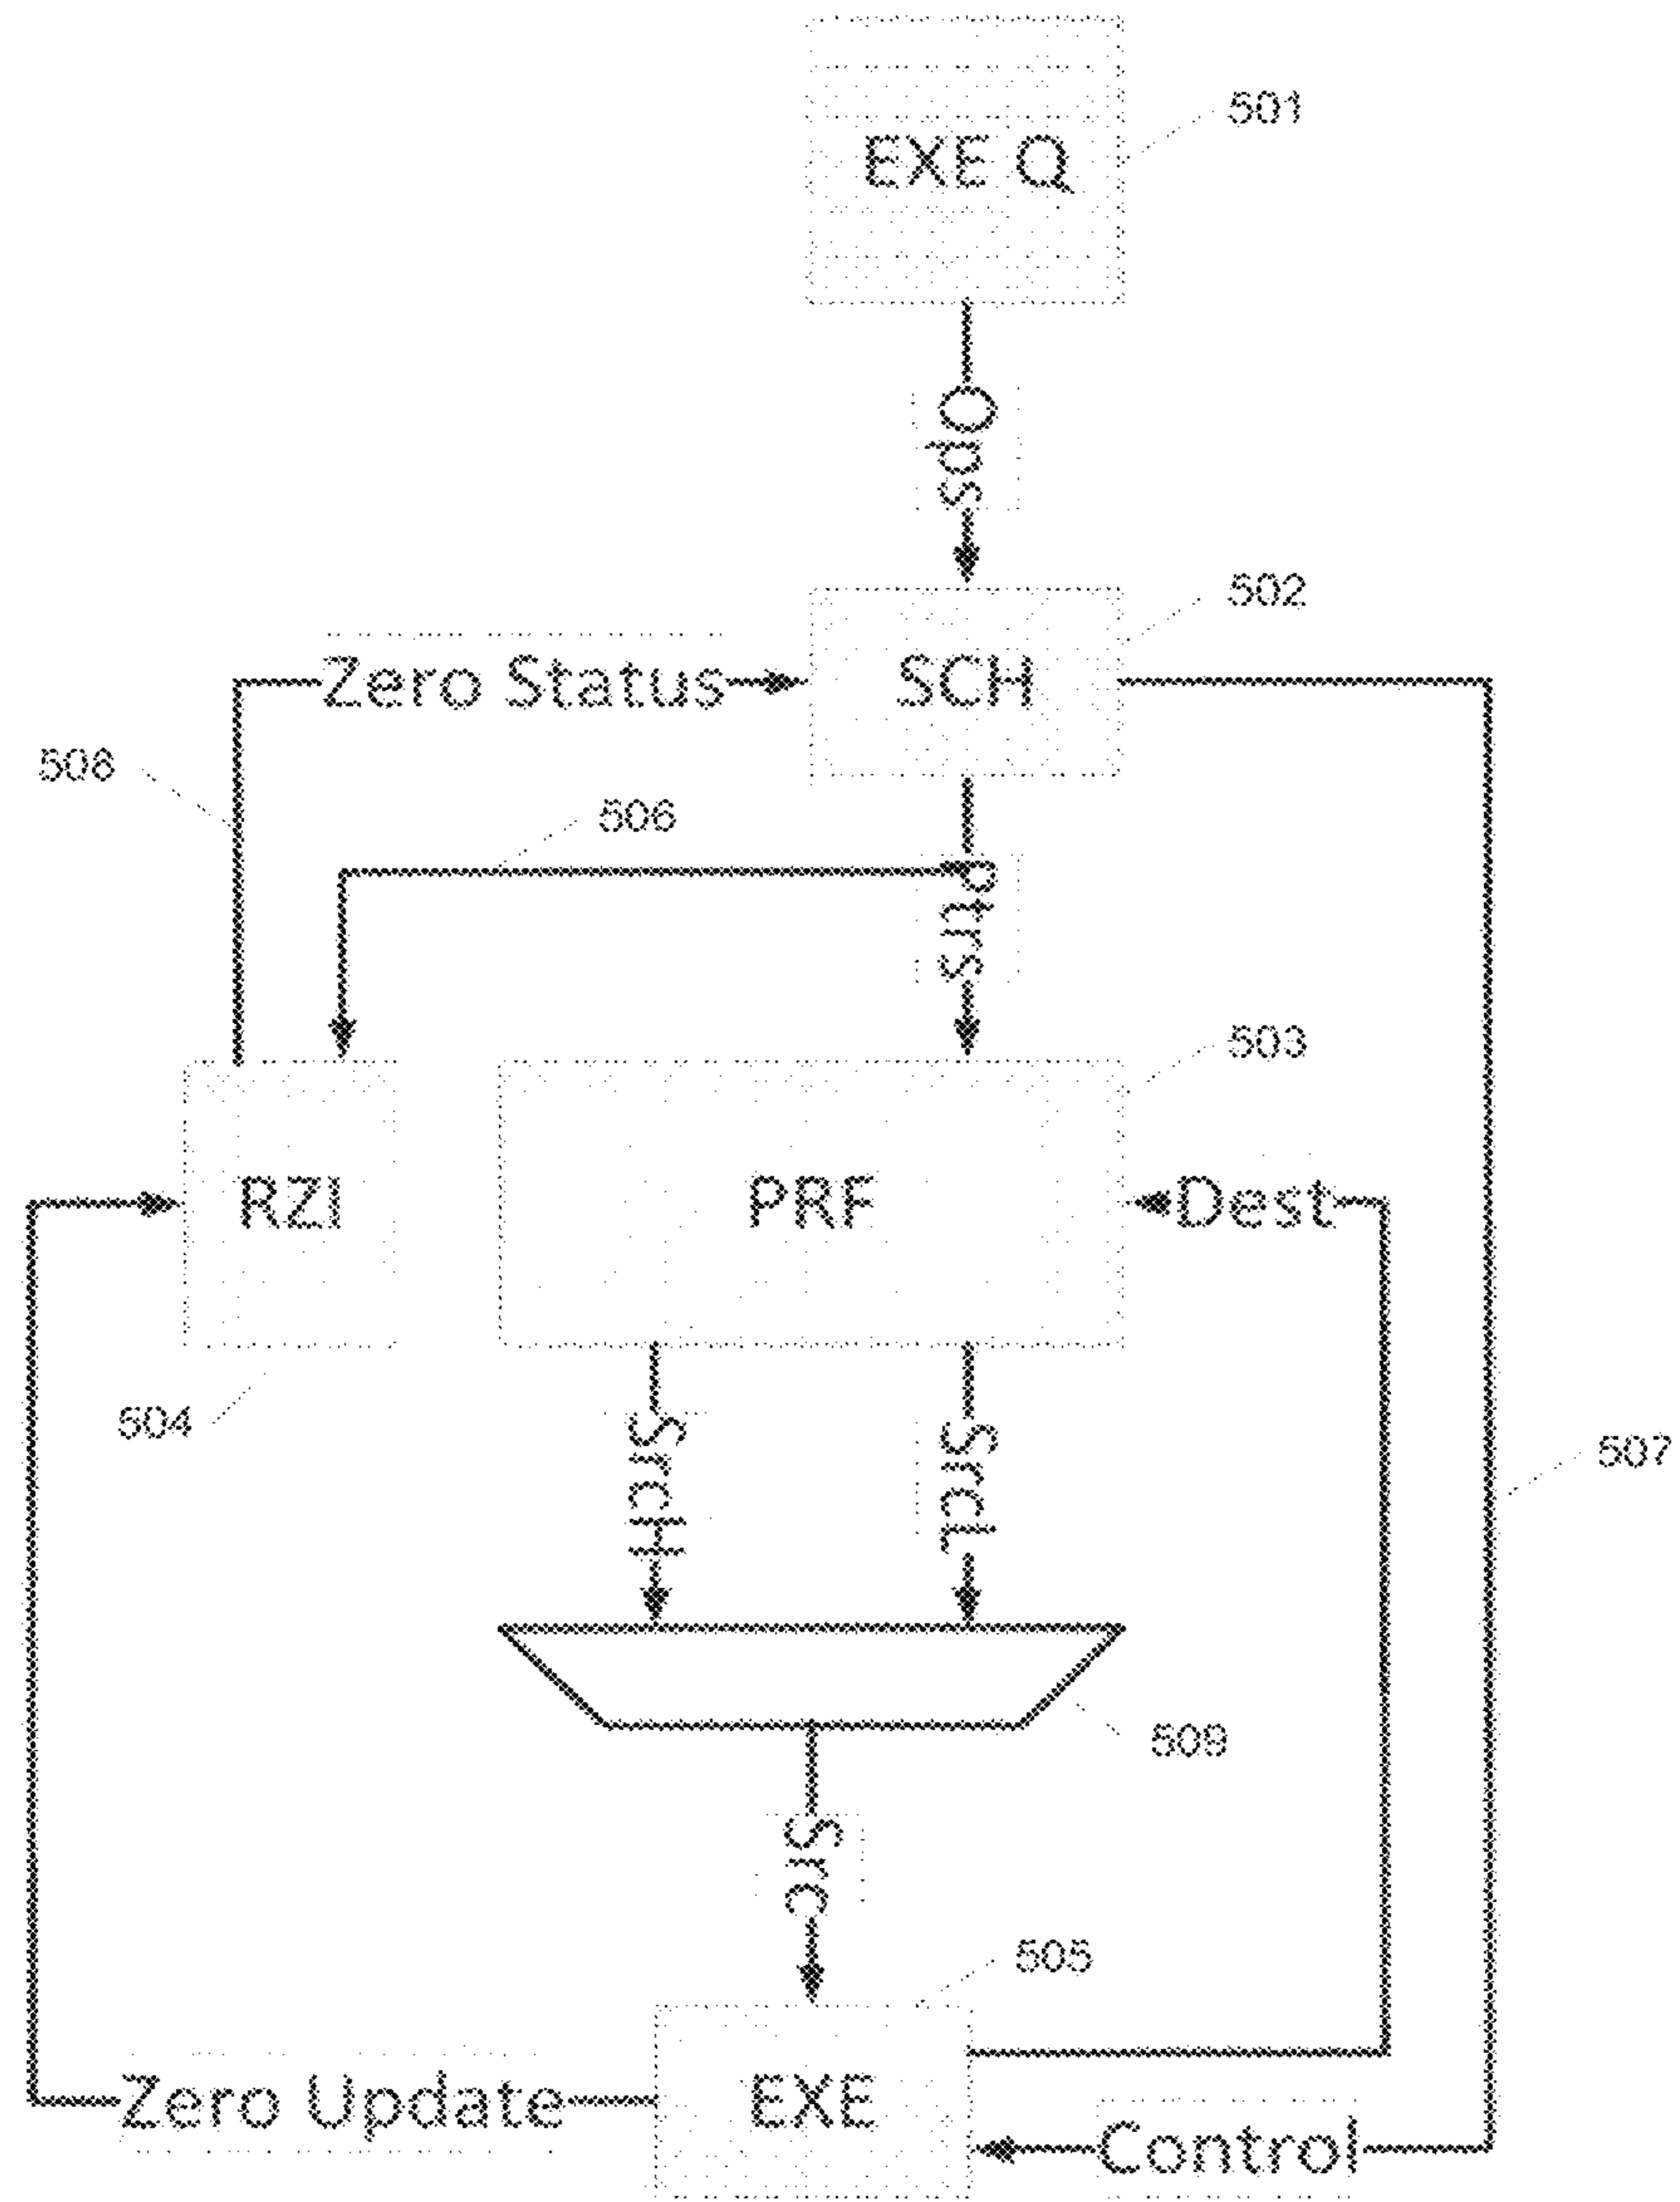 501
EXE Q
Ops
502
Zero Status
SCH
508
506
Ptrs
503
RZI
PRF
Dest
504
SrcH
SrcL
507
509
Src
505
Zero Update
EXE
Control